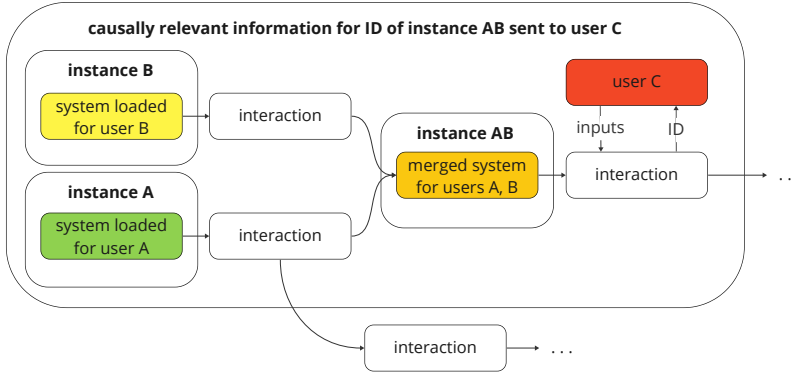 causally relevant information for ID of instance AB sent to user C
instance B
system loaded
for user B
interaction
instance A
system loaded
for user A
interaction
instance AB
merged system
for users A, B
user C
inputs
ID
interaction
. .
interaction
. . .